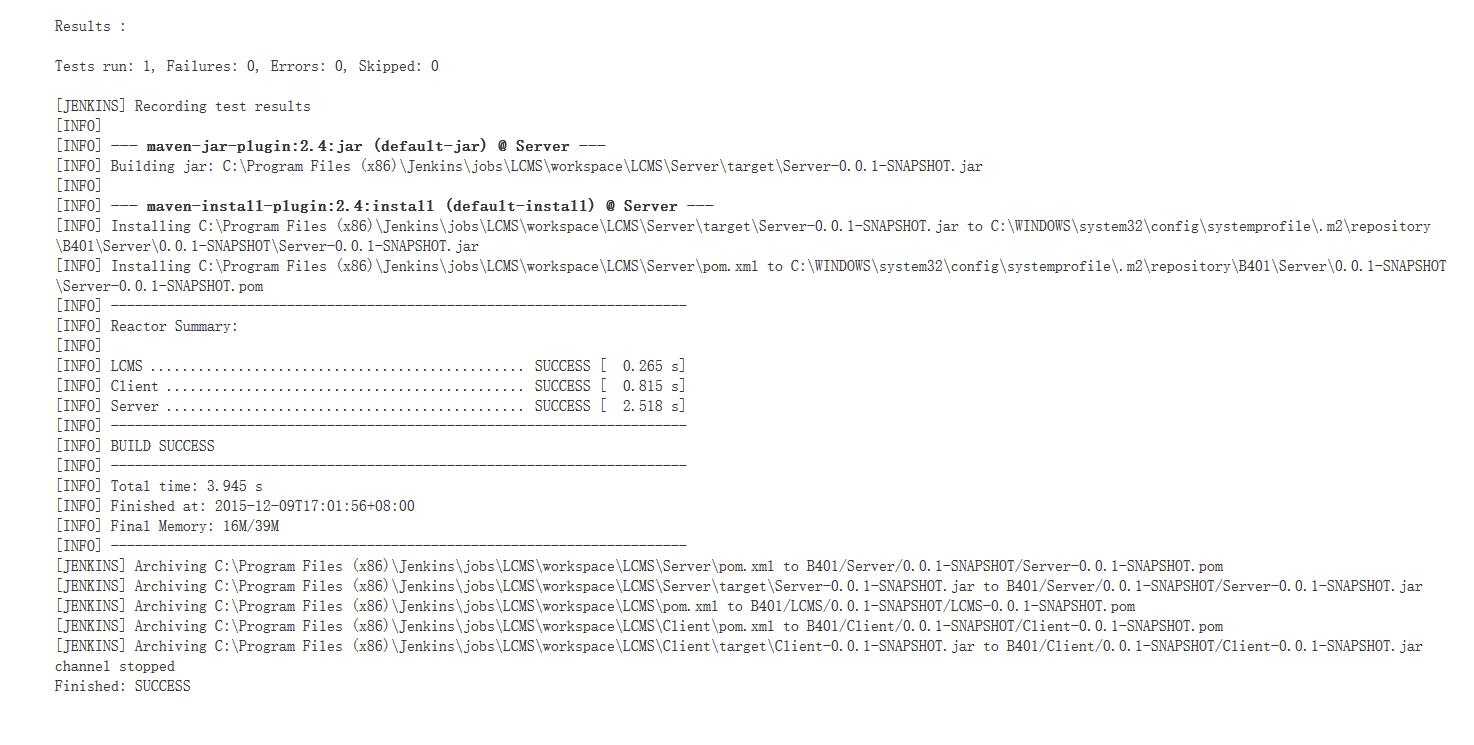 Results :
Tests run: 1, Failures: 0, Errors: 0, Skipped: 0
[JENKINS] Recording test results
[INFO]
[INFO] --- maven-jar-plugin:2.4:jar (default-jar) @ Server ---
[INFO] Building jar: C:\Program Files (x86)\Jenkins\jobs\LCMS\workspace\LCMS\Server\target\Server-0.0.1-SNAPSHOT.jar
[INFO]
[INFO] --- maven-install-plugin:2.4:install (default-install) @ Server ---
[INFO] Installing C:\Program Files (x86)\Jenkins\jobs\LCMS\workspace\LCMS\Server\target\Server-0.0.1-SNAPSHOT.jar to C:\WINDOWS\system32\config\systemprofile\.m2\repository
\B401\Server\0.0.1-SNAPSHOT\Server-0.0.1-SNAPSHOT.jar
[INFO] Installing C:\Program Files (x86)\Jenkins\jobs\LCMS\workspace\LCMS\Server\pom.xml to C:\WINDOWS\system32\config\systemprofile\.m2\repository\B401\Server\0.0.1-SNAPSHOT
\Server-0.0.1-SNAPSHOT.pom
[INFO] ------------------------------------------------------------------------
[INFO] Reactor Summary:
[INFO]
[INFO] LCMS ............................................... SUCCESS [  0.265 s]
[INFO] Client ............................................. SUCCESS [  0.815 s]
[INFO] Server ............................................. SUCCESS [  2.518 s]
[INFO] ------------------------------------------------------------------------
[INFO] BUILD SUCCESS
[INFO] ------------------------------------------------------------------------
[INFO] Total time: 3.945 s
[INFO] Finished at: 2015-12-09T17:01:56+08:00
[INFO] Final Memory: 16M/39M
[INFO] ------------------------------------------------------------------------
[JENKINS] Archiving C:\Program Files (x86)\Jenkins\jobs\LCMS\workspace\LCMS\Server\pom.xml to B401/Server/0.0.1-SNAPSHOT/Server-0.0.1-SNAPSHOT.pom
[JENKINS] Archiving C:\Program Files (x86)\Jenkins\jobs\LCMS\workspace\LCMS\Server\target\Server-0.0.1-SNAPSHOT.jar to B401/Server/0.0.1-SNAPSHOT/Server-0.0.1-SNAPSHOT.jar
[JENKINS] Archiving C:\Program Files (x86)\Jenkins\jobs\LCMS\workspace\LCMS\pom.xml to B401/LCMS/0.0.1-SNAPSHOT/LCMS-0.0.1-SNAPSHOT.pom
[JENKINS] Archiving C:\Program Files (x86)\Jenkins\jobs\LCMS\workspace\LCMS\Client\pom.xml to B401/Client/0.0.1-SNAPSHOT/Client-0.0.1-SNAPSHOT.pom
[JENKINS] Archiving C:\Program Files (x86)\Jenkins\jobs\LCMS\workspace\LCMS\Client\target\Client-0.0.1-SNAPSHOT.jar to B401/Client/0.0.1-SNAPSHOT/Client-0.0.1-SNAPSHOT.jar
channel stopped
Finished: SUCCESS